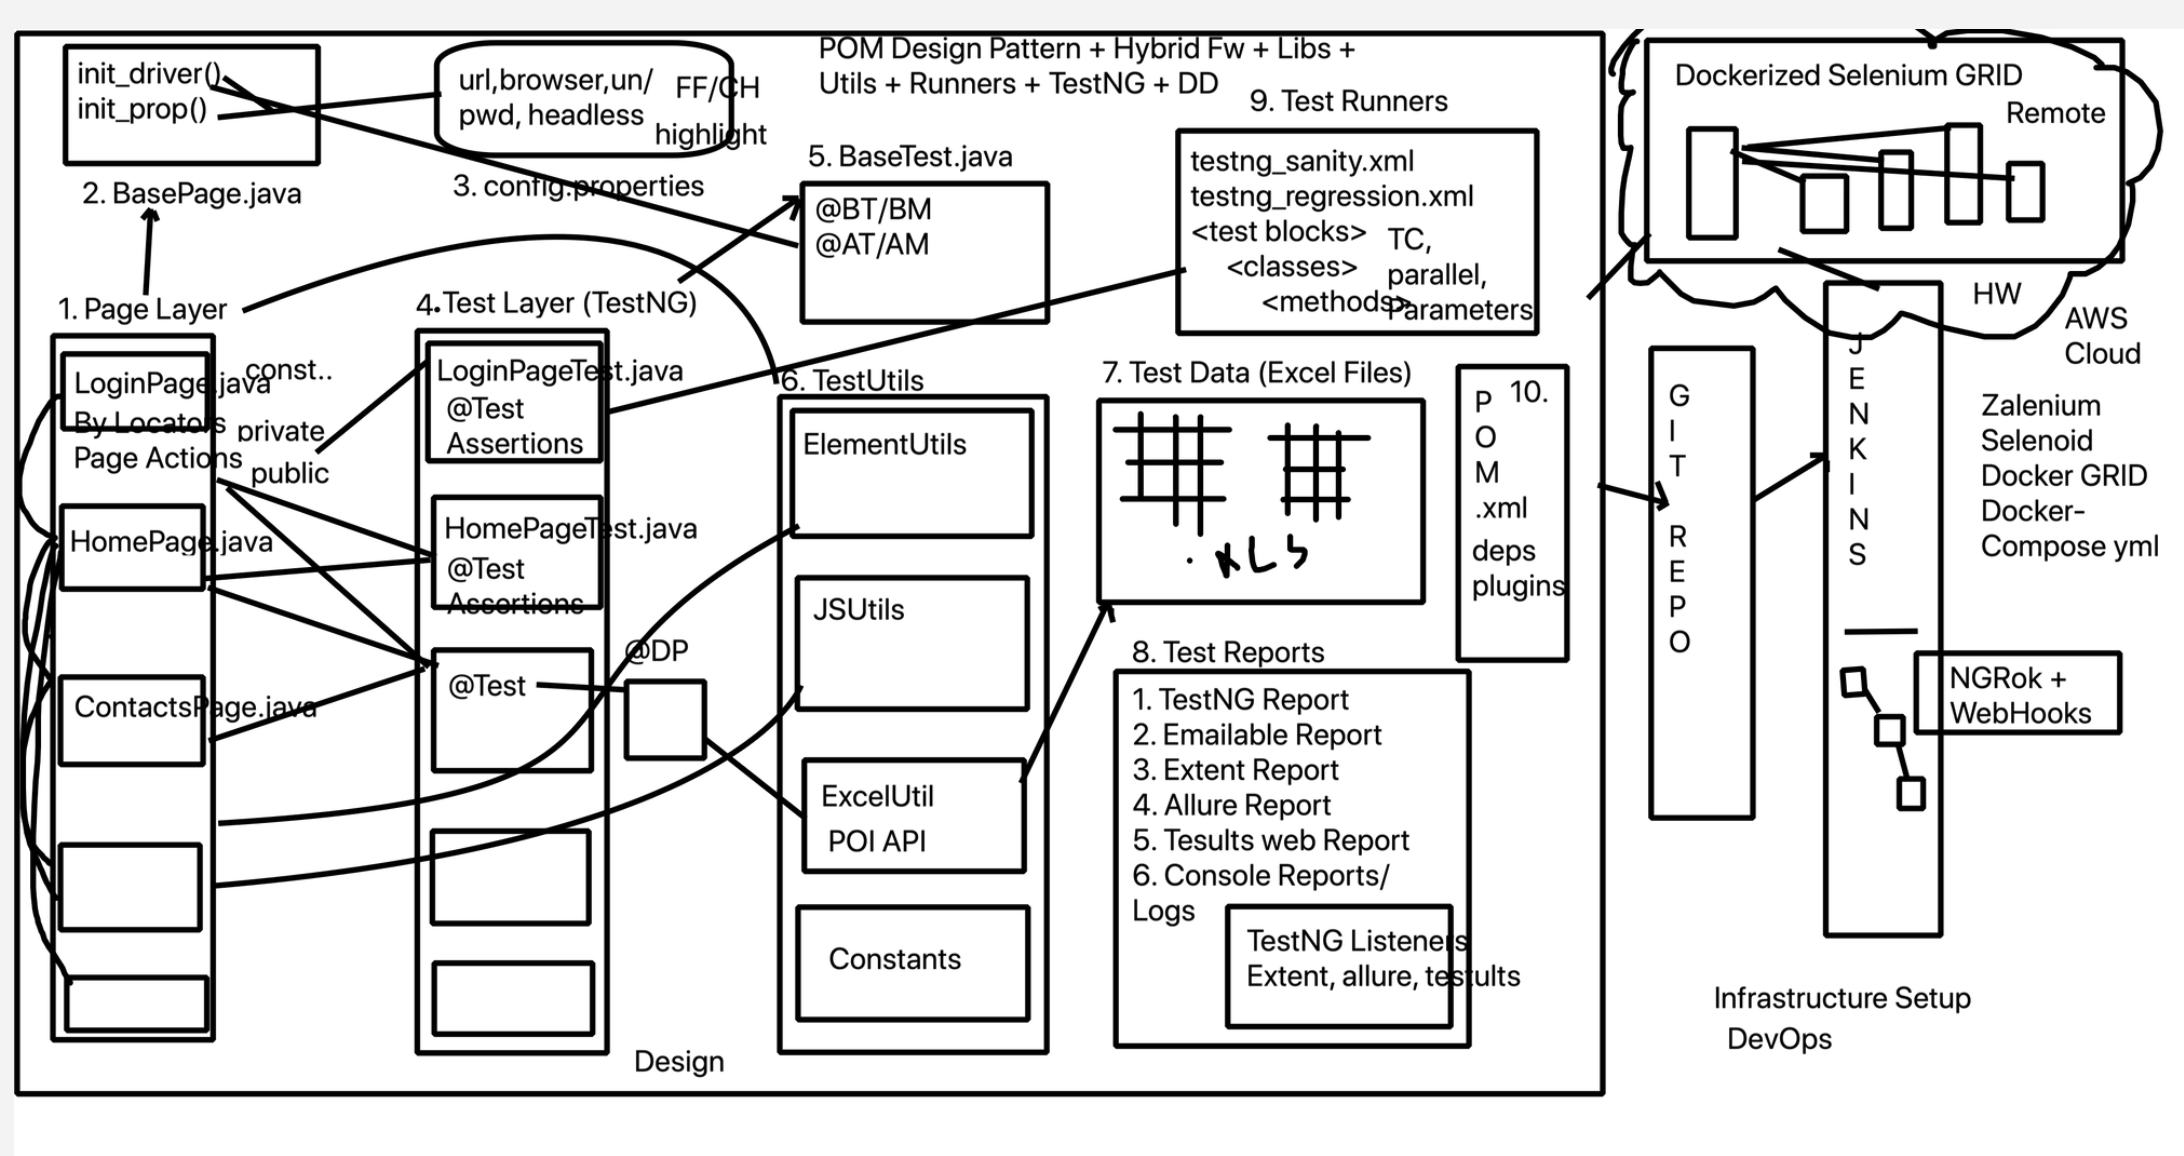 init_driver()
init_prop()
2. BasePage.java
url,browser,un/
pwd, headless
FF/CH
highlight
3. config.properties
POM Design Pattern + Hybrid Fw + Libs +
Utils + Runners + TestNG + DD
5. BaseTest.java
@BT/BM
@AT/AM
9. Test Runners
testng_sanity.xml
testng_regression.xml
<test blocks>
<classes>
<methods>
TC,
parallel,
Parameters
1. Page Layer
LoginPage.java
By Locators
Page Actions
const..
private
public
HomePage.java
ContactsPage.java
4.Test Layer (TestNG)
LoginPageTest.java
@Test
Assertions
HomePageTest.java
@Test
Assertions
@Test
@DP
6. TestUtils
ElementUtils
JSUtils
ExcelUtil
POI API
Constants
7. Test Data (Excel Files)
.xLS
8. Test Reports
1. TestNG Report
2. Emailable Report
3. Extent Report
4. Allure Report
5. Tesults web Report
6. Console Reports/
Logs
TestNG Listeners
Extent, allure, testults
10.
P
O
M
.xml
deps
plugins
Design
Dockerized Selenium GRID
Remote
G
I
T
R
E
P
O
J
E
N
K
I
N
S
HW
AWS
Cloud
Zalenium
Selenoid
Docker GRID
Docker-
Compose yml
NGRok +
WebHooks
Infrastructure Setup
DevOps